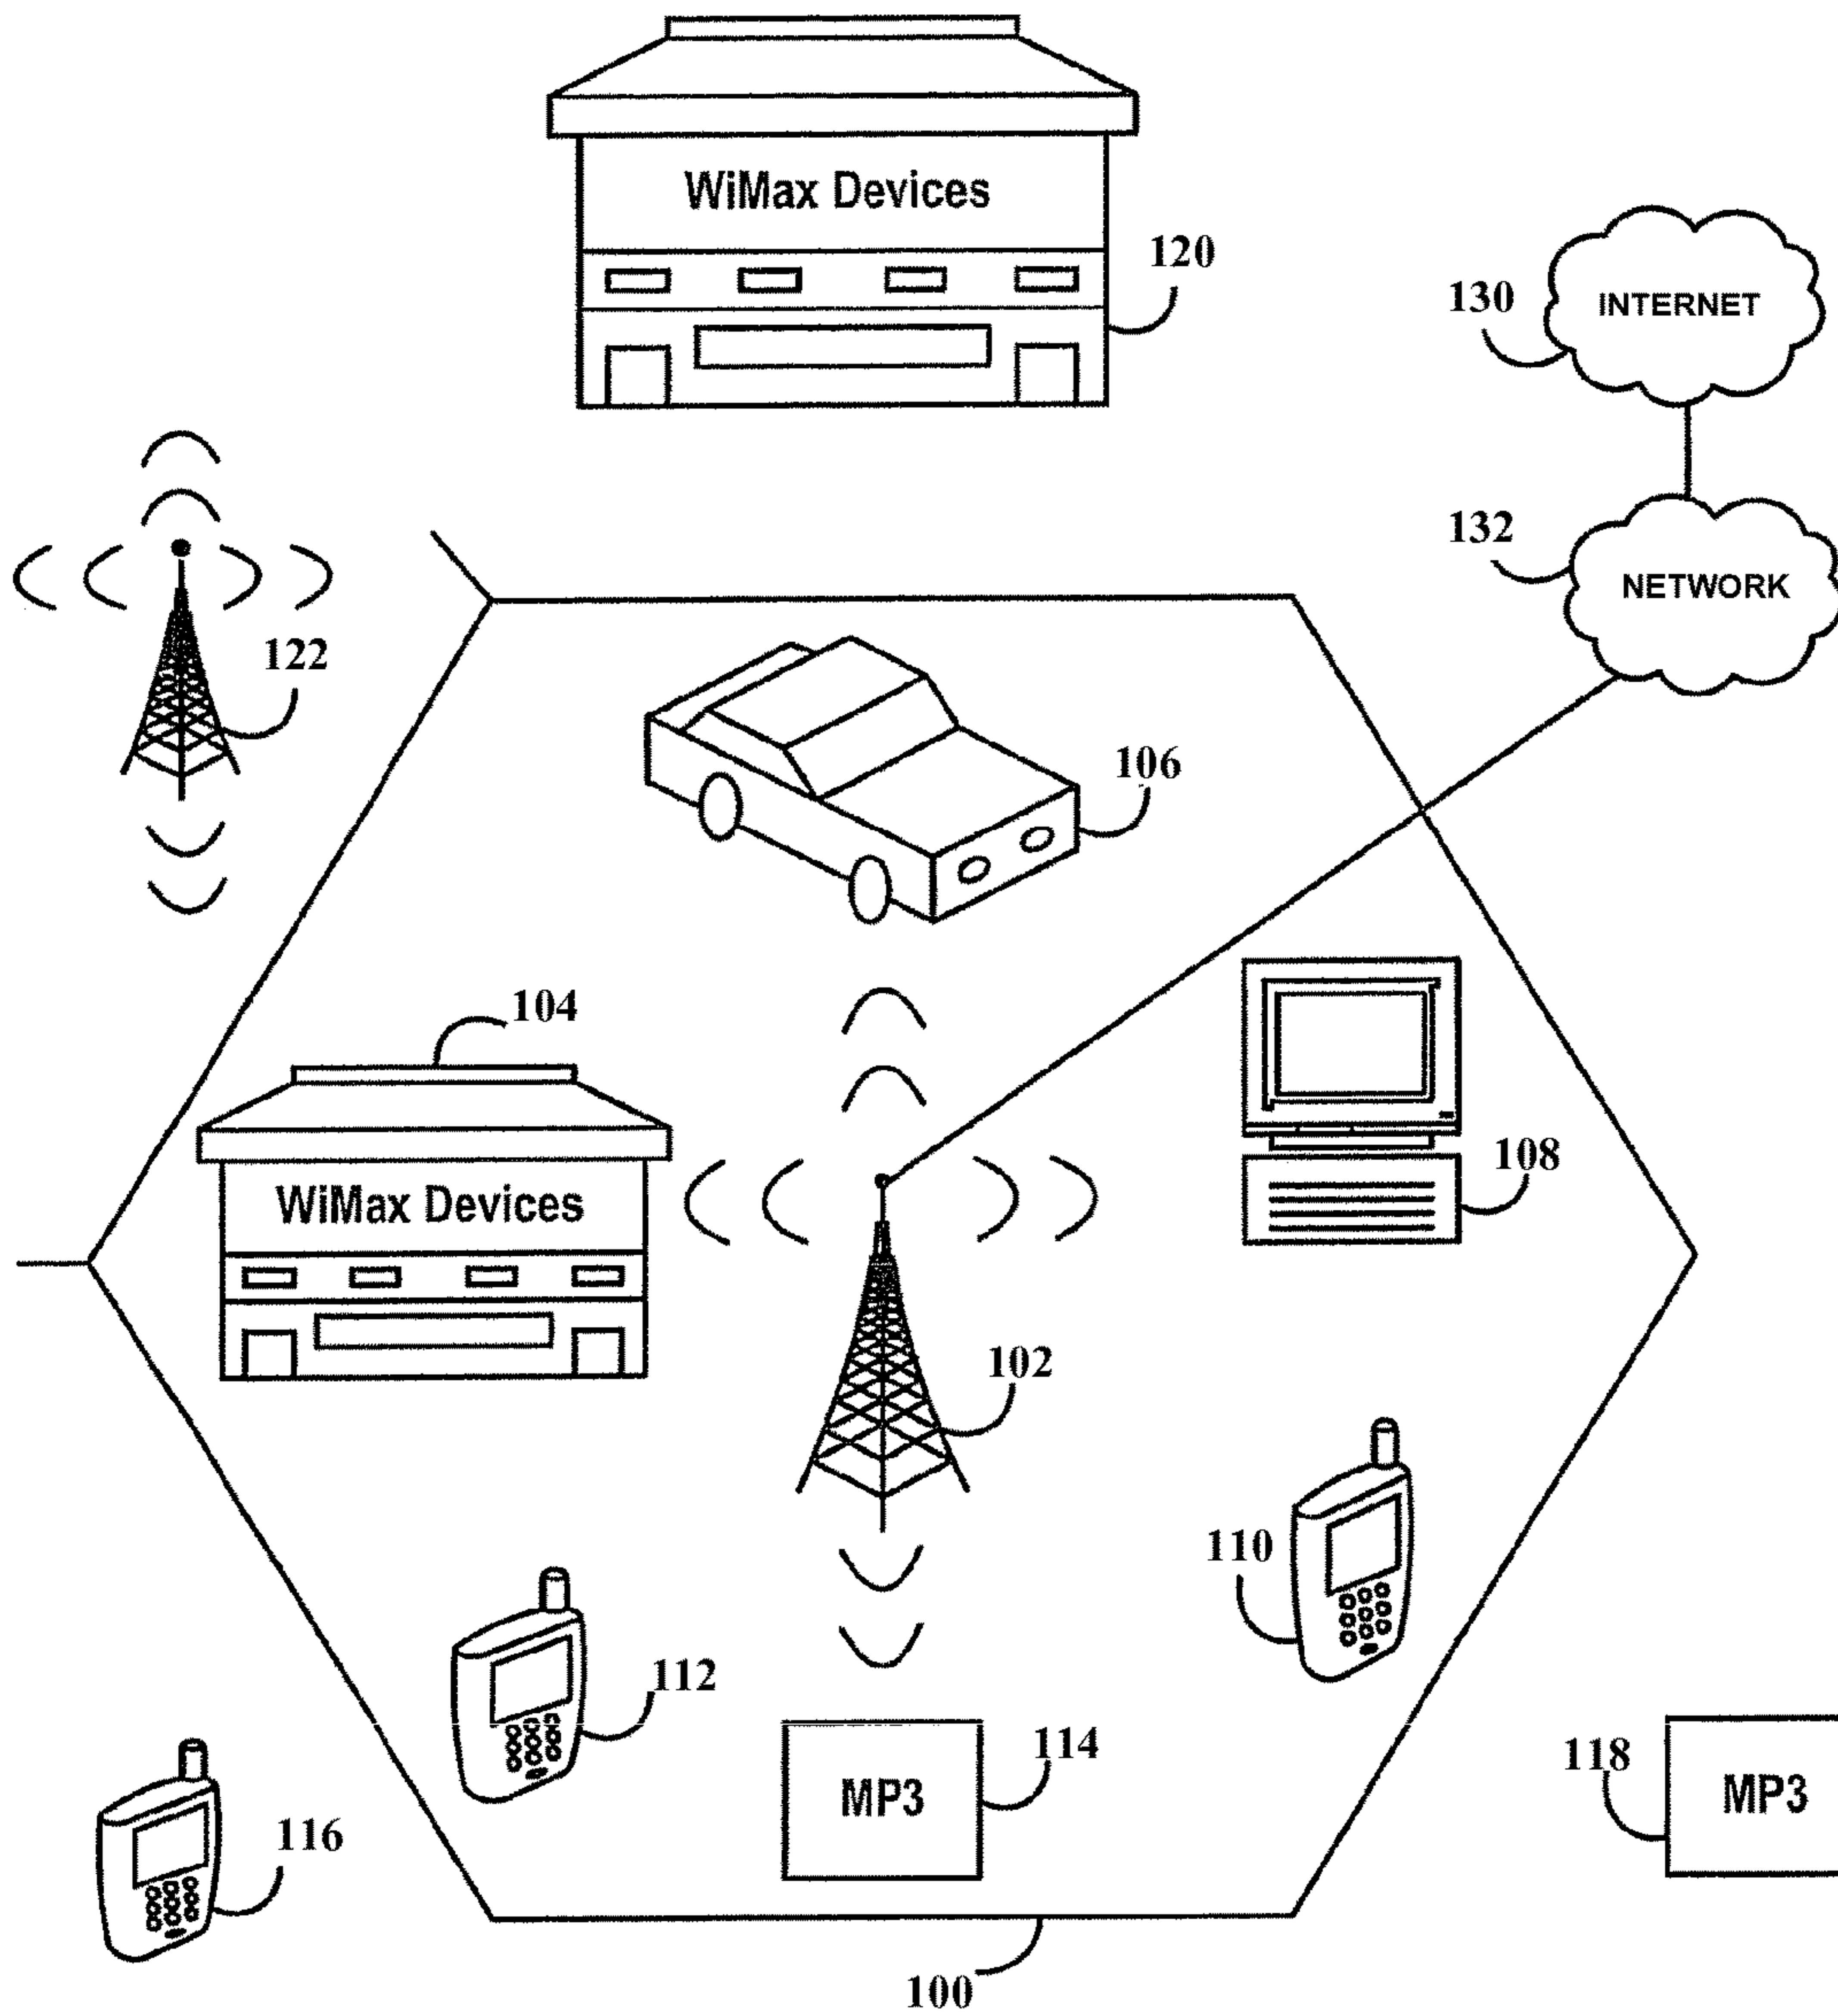 WiMax Devices
120
130
INTERNET
132
NETWORK
122
106
104
WiMax Devices
108
102
110
112
114
MP3
118
MP3
116
100